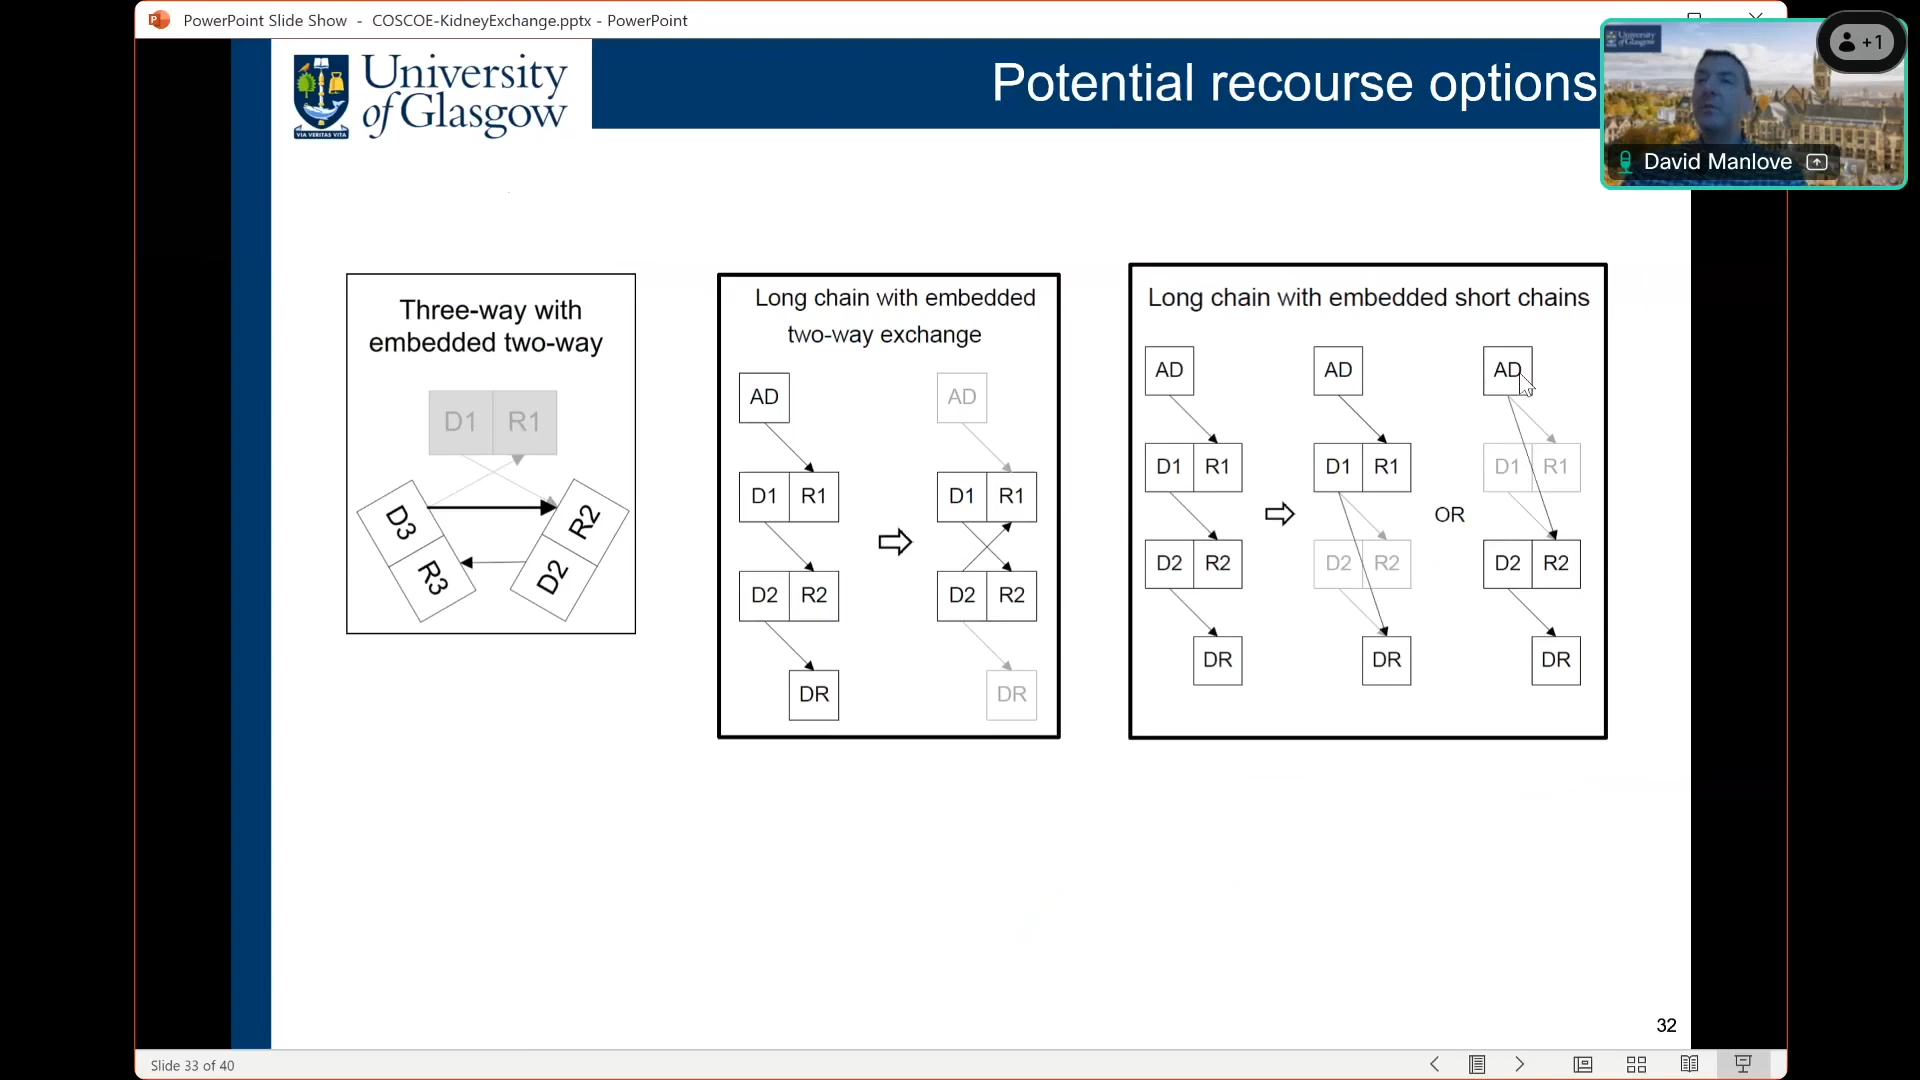 PowerPoint Slide Show - COSCOE-KidneyExchange.pptx - PowerPoint
University
of Glasgow
VIA VERITAS VITA
Potential recourse options
University
of Glasgow
+1
David Manlove
Three-way with
embedded two-way
D1 R1
D3 R3
R2 D2
Long chain with embedded
two-way exchange
AD
D1 R1
D2 R2
DR
AD
D1 R1
D2 R2
DR
Long chain with embedded short chains
AD
D1 R1
D2 R2
DR
AD
D1 R1
D2 R2
DR
OR
AD
D1 R1
D2 R2
DR
32
Slide 33 of 40